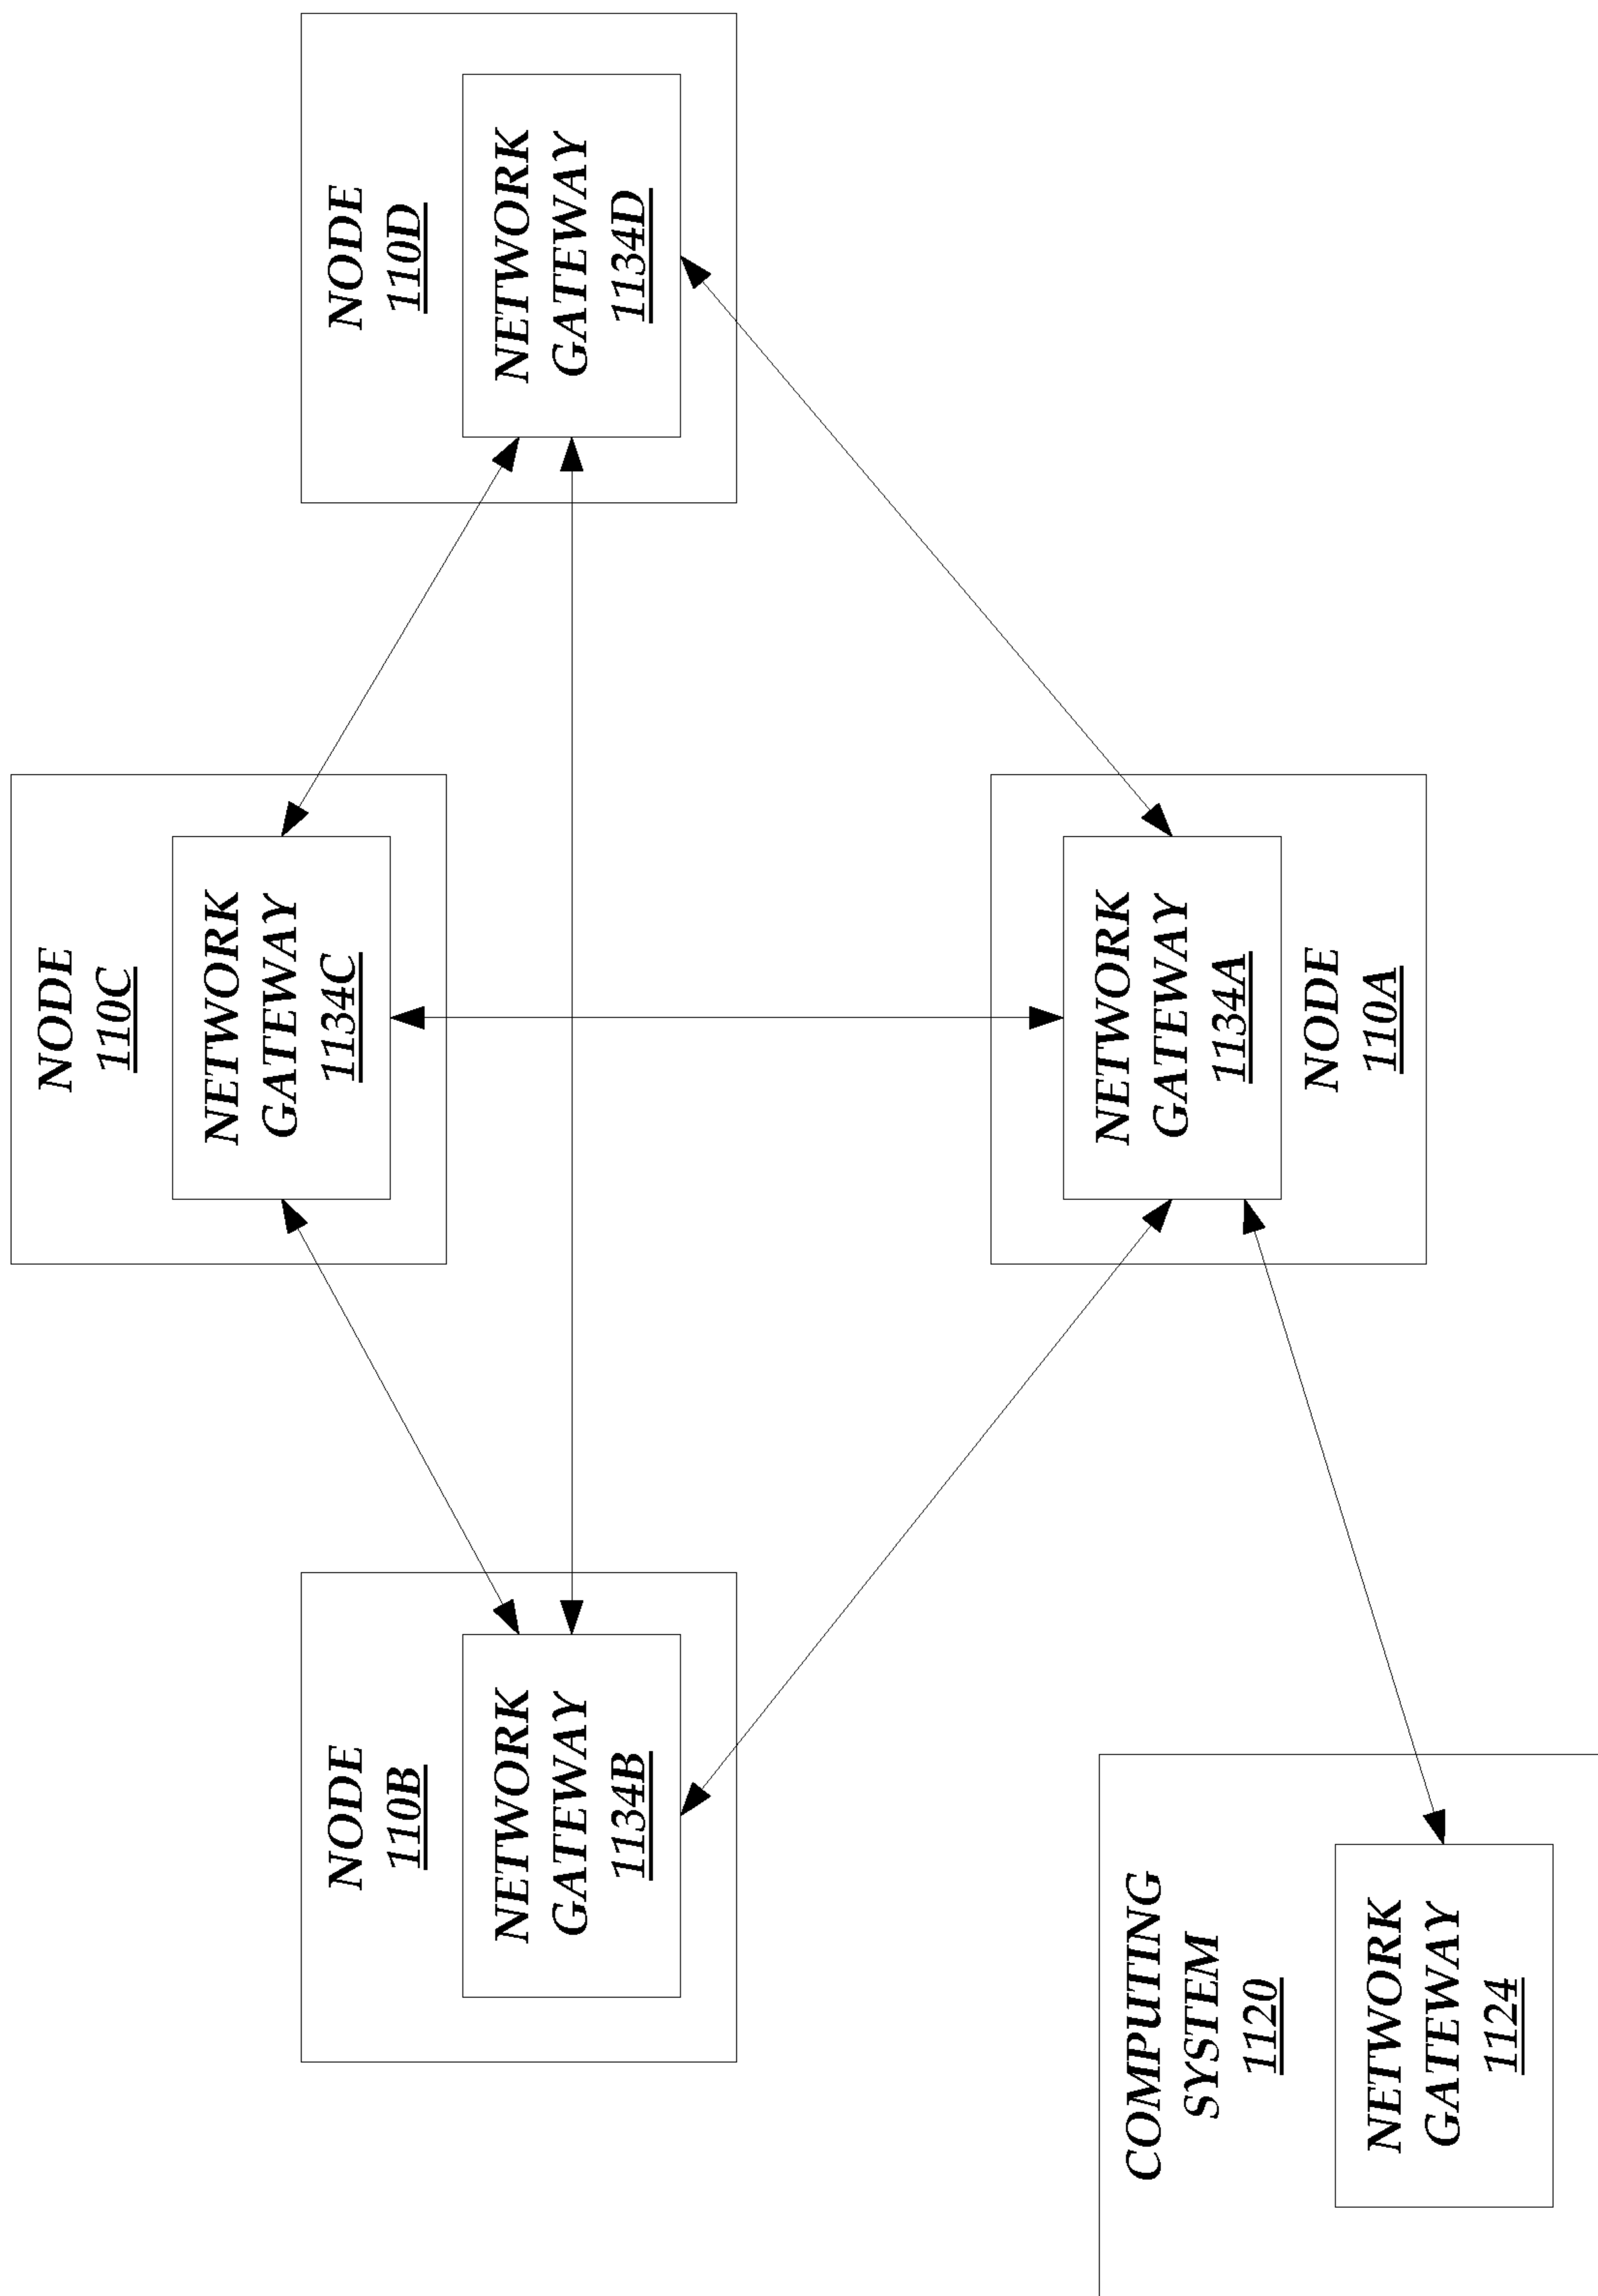 NODE
110C
NETWORK
GATEWAY
1134C
NODE
110B
NETWORK
GATEWAY
1134B
NODE
110D
NETWORK
GATEWAY
1134D
COMPUTING
SYSTEM
1120
NETWORK
GATEWAY
1124
NETWORK
GATEWAY
1134A
NODE
110A